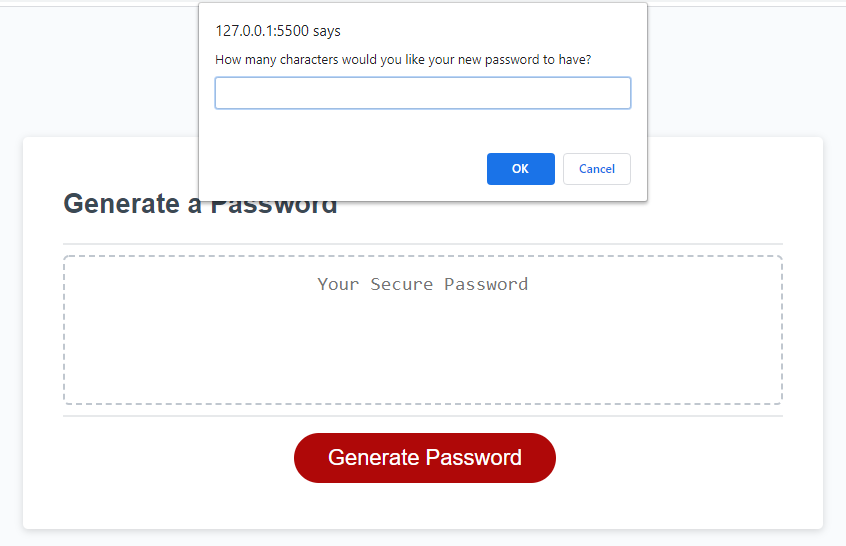 127.0.0.1:5500 says
How many characters would you like your new password to have?
OK
Cancel
Generate a Password
Your Secure Password
Generate Password